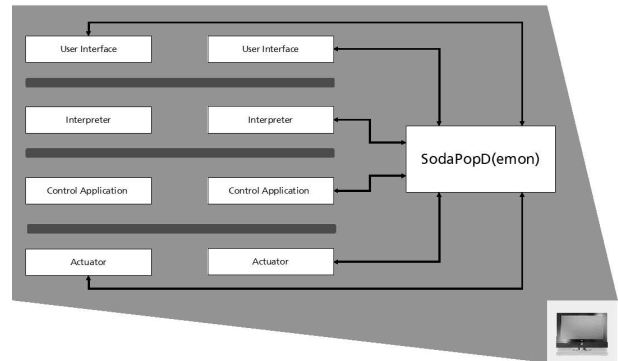 User Interface
User Interface
Interpreter
Interpreter
SodaPopD(emon)
Control Application
Control Application
Actuator
Actuator